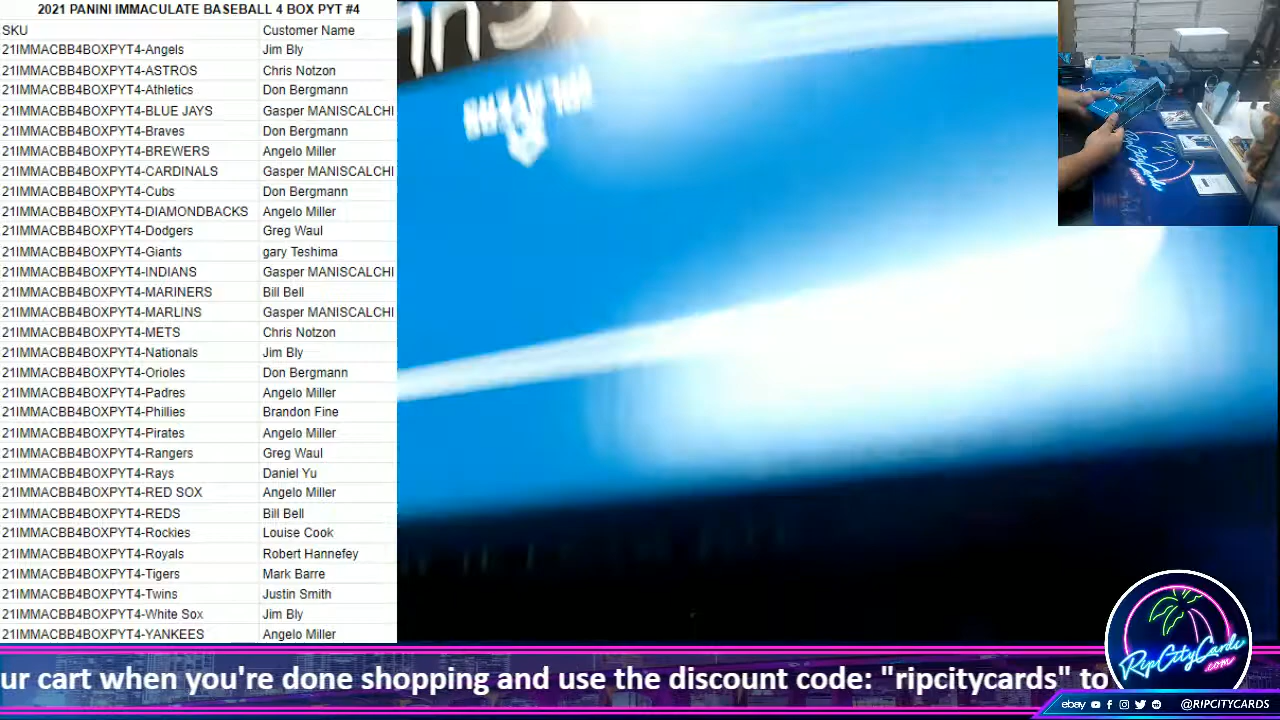 2021 PANINI IMMACULATE BASEBALL 4 BOX PYT #4
SKU Customer Name
21IMMACBB4BOXPYT4-Angels Jim Bly
21IMMACBB4BOXPYT4-ASTROS Chris Notzon
21IMMACBB4BOXPYT4-Athletics Don Bergmann
21IMMACBB4BOXPYT4-BLUE JAYS Gasper MANISCALCHI
21IMMACBB4BOXPYT4-Braves Don Bergmann
21IMMACBB4BOXPYT4-BREWERS Angelo Miller
21IMMACBB4BOXPYT4-CARDINALS Gasper MANISCALCHI
21IMMACBB4BOXPYT4-Cubs Don Bergmann
21IMMACBB4BOXPYT4-DIAMONDBACKS Angelo Miller
21IMMACBB4BOXPYT4-Dodgers Greg Waul
21IMMACBB4BOXPYT4-Giants gary Teshima
21IMMACBB4BOXPYT4-INDIANS Gasper MANISCALCHI
21IMMACBB4BOXPYT4-MARINERS Bill Bell
21IMMACBB4BOXPYT4-MARLINS Gasper MANISCALCHI
21IMMACBB4BOXPYT4-METS Chris Notzon
21IMMACBB4BOXPYT4-Nationals Jim Bly
21IMMACBB4BOXPYT4-Orioles Don Bergmann
21IMMACBB4BOXPYT4-Padres Angelo Miller
21IMMACBB4BOXPYT4-Phillies Brandon Fine
21IMMACBB4BOXPYT4-Pirates Angelo Miller
21IMMACBB4BOXPYT4-Rangers Greg Waul
21IMMACBB4BOXPYT4-Rays Daniel Yu
21IMMACBB4BOXPYT4-RED SOX Angelo Miller
21IMMACBB4BOXPYT4-REDS Bill Bell
21IMMACBB4BOXPYT4-Rockies Louise Cook
21IMMACBB4BOXPYT4-Royals Robert Hannefey
21IMMACBB4BOXPYT4-Tigers Mark Barre
21IMMACBB4BOXPYT4-Twins Justin Smith
21IMMACBB4BOXPYT4-White Sox Jim Bly
21IMMACBB4BOXPYT4-YANKEES Angelo Miller
RipCityCards
.com
ur cart when you're done shopping and use the discount code: "ripcitycards" to
RipCityCards
.com
ebay @RIPCITYCARDS